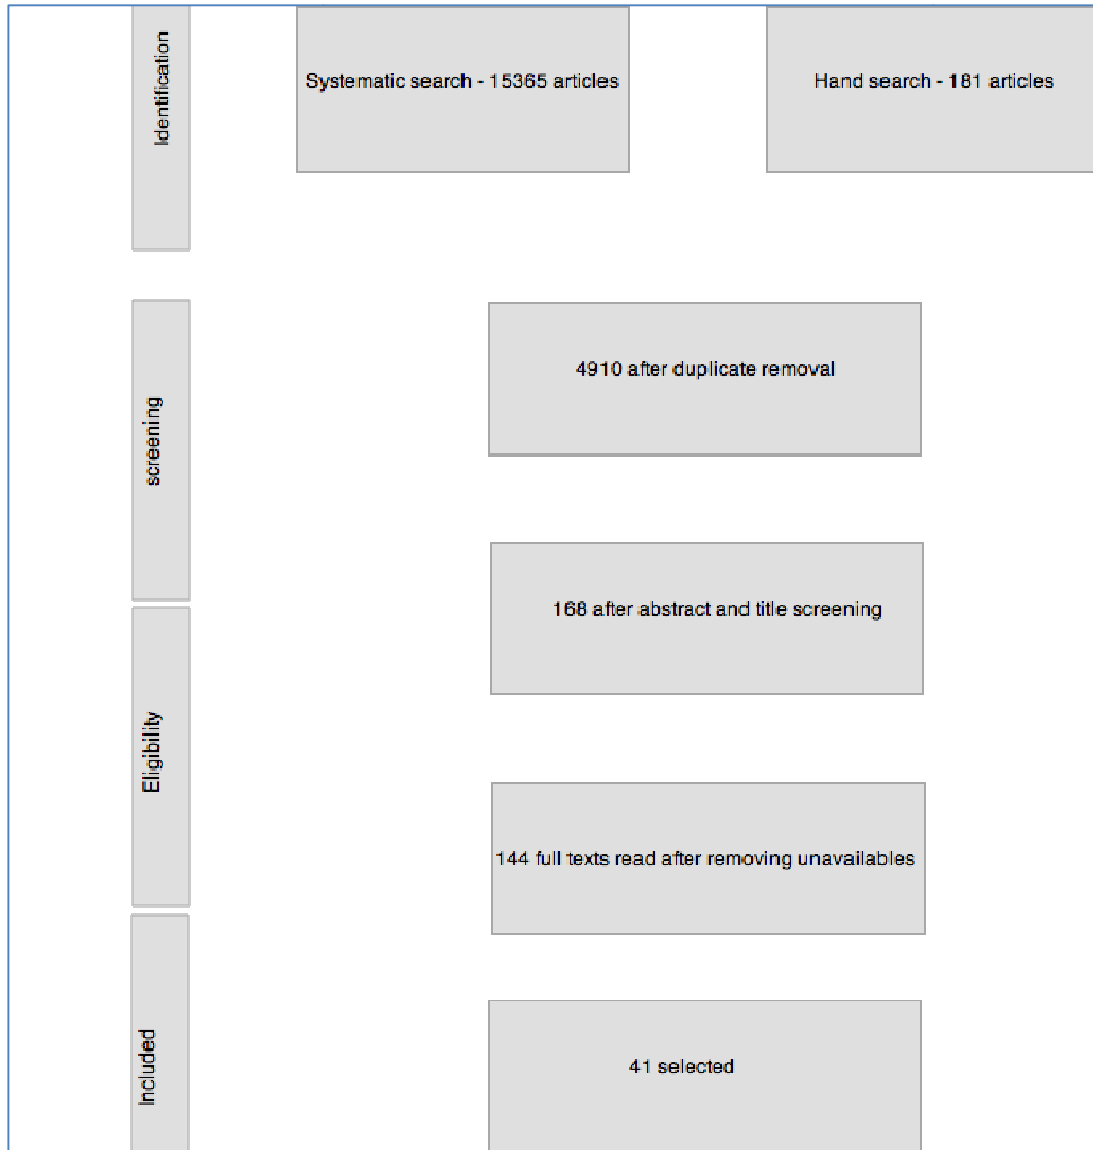 Identification
Systematic search - 15365 articles
Hand search - 181 articles
screening
4910 after duplicate removal
168 after abstract and title screening
Eligibility
144 full texts read after removing unavailables
Included
41 selected